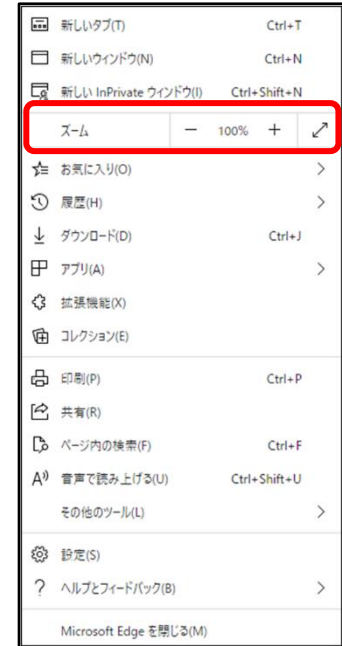 新しいタブ(T) Ctrl+T
新しいウィンドウ(N) Ctrl+N
新しい InPrivate ウィンドウ(I) Ctrl+Shift+N
ズーム － 100% +
お気に入り(O)
履歴(H)
ダウンロード(D) Ctrl+J
アプリ(A)
拡張機能(X)
コレクション(E)
印刷(P) Ctrl+P
共有(R)
ページ内の検索(F) Ctrl+F
音声で読み上げる(U) Ctrl+Shift+U
その他のツール(L)
設定(S)
ヘルプとフィードバック(B)
Microsoft Edge を閉じる(M)